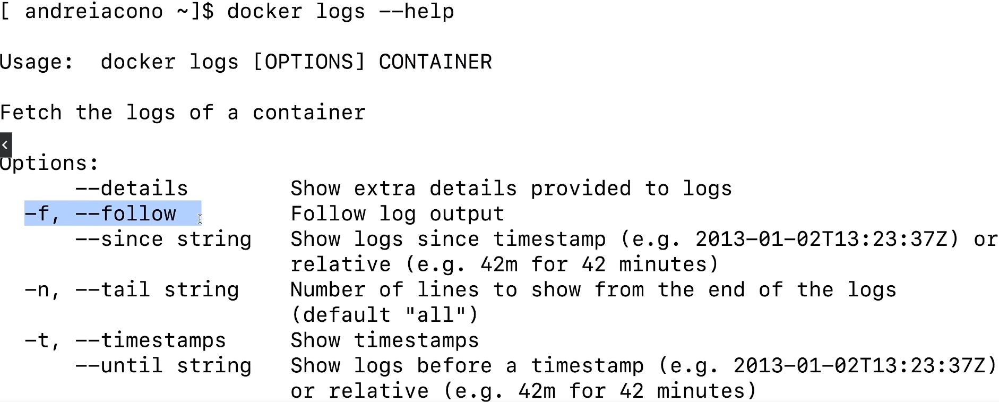 [ andreiacono ~]$ docker logs --help
Usage:  docker logs [OPTIONS] CONTAINER
Fetch the logs of a container
Options:
      --details        Show extra details provided to logs
  -f, --follow         Follow log output
      --since string   Show logs since timestamp (e.g. 2013-01-02T13:23:37Z) or
                       relative (e.g. 42m for 42 minutes)
  -n, --tail string    Number of lines to show from the end of the logs
                       (default "all")
  -t, --timestamps     Show timestamps
      --until string   Show logs before a timestamp (e.g. 2013-01-02T13:23:37Z)
                       or relative (e.g. 42m for 42 minutes)